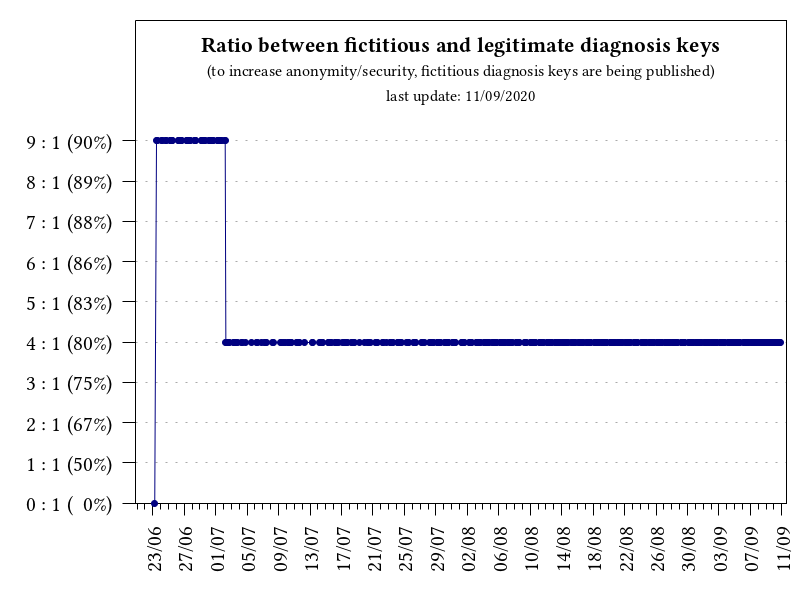 Ratio between fictitious and legitimate diagnosis keys
(to increase anonymity/security, fictitious diagnosis keys are being published)
last update: 11/09/2020
9 : 1 (90%)
8 : 1 (89%)
7 : 1 (88%)
6 : 1 (86%)
5 : 1 (83%)
4 : 1 (80%)
3 : 1 (75%)
2 : 1 (67%)
1 : 1 (50%)
0 : 1 (  0%)
23/06 27/06 01/07 05/07 09/07 13/07 17/07 21/07 25/07 29/07 02/08 06/08 10/08 14/08 18/08 22/08 26/08 30/08 03/09 07/09 11/09